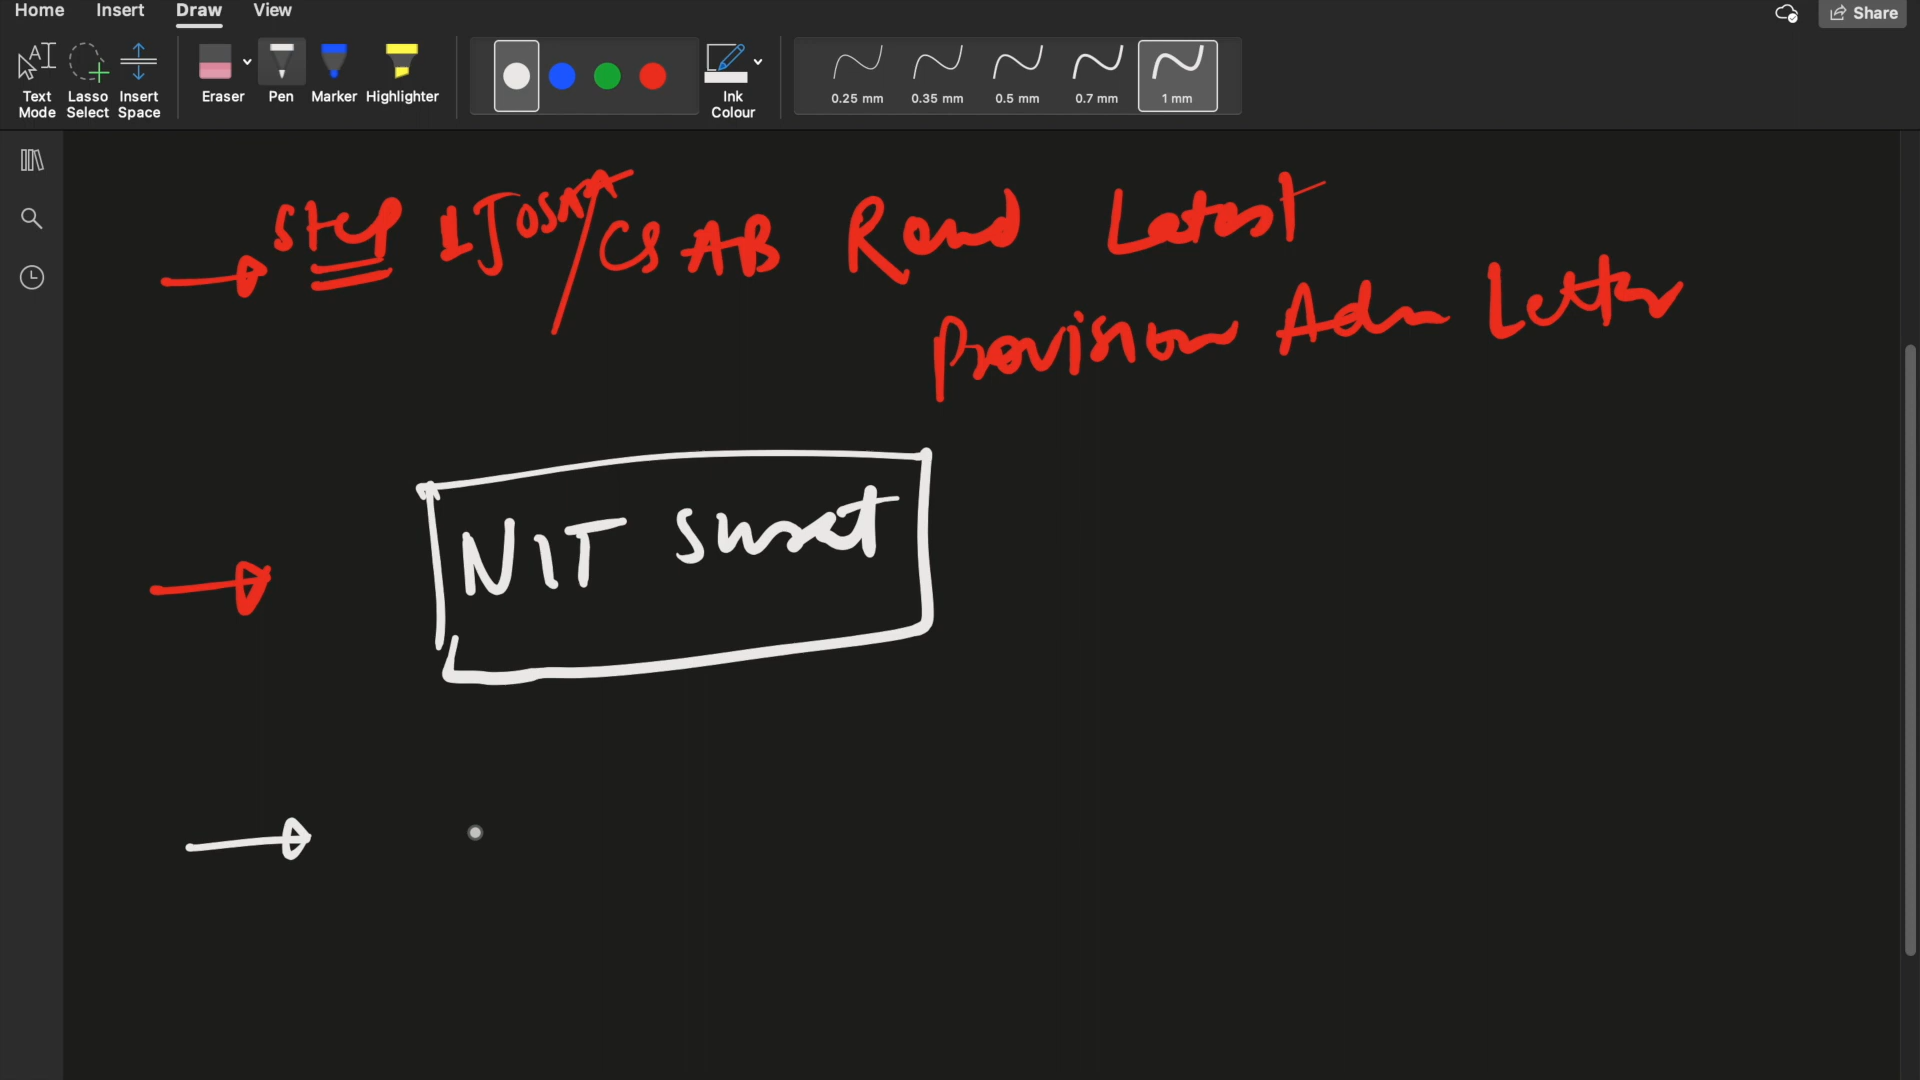 Home Insert Draw View
Share
Text Mode
Lasso Select
Insert Space
Eraser
Pen
Marker
Highlighter
Ink Colour
0.25 mm
0.35 mm
0.5 mm
0.7 mm
1 mm
Step 1 JOSAA/CSAB Read Latest
Provision Adm Letter
NIT Surat